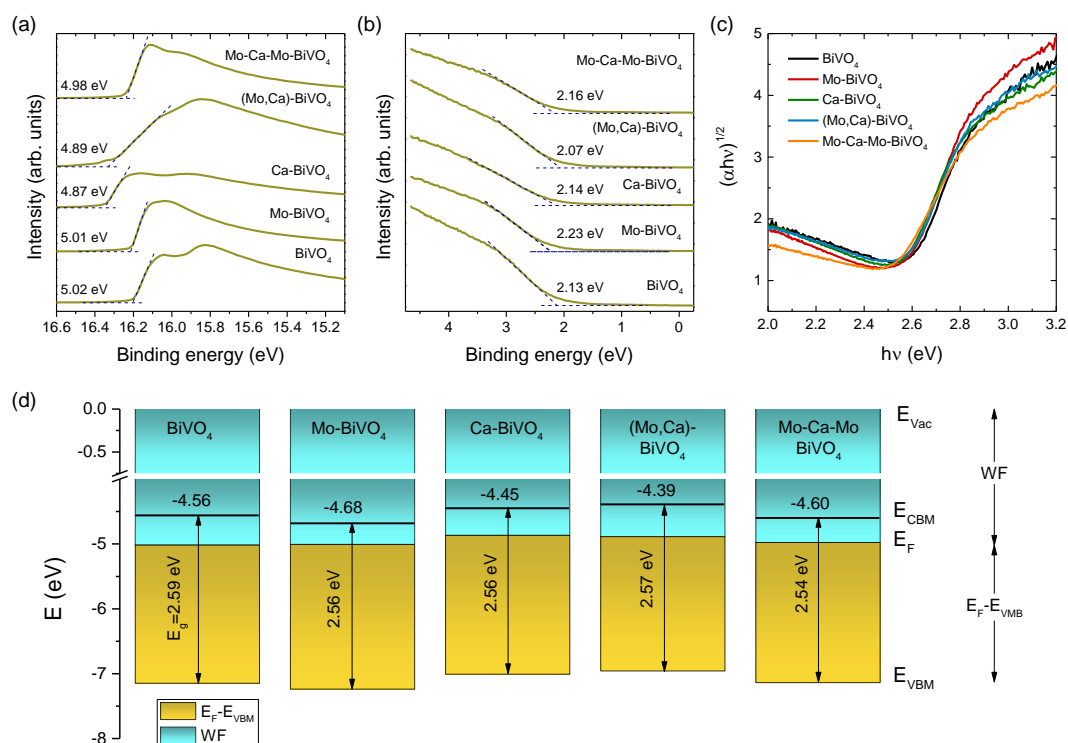 (a)
Intensity (arb. units)
Mo-Ca-Mo-BiVO₄
4.98 eV
(Mo,Ca)-BiVO₄
4.89 eV
Ca-BiVO₄
4.87 eV
Mo-BiVO₄
5.01 eV
BiVO₄
5.02 eV
16.6 16.4 16.2 16.0 15.8 15.6 15.4 15.2
Binding energy (eV)
(b)
Intensity (arb. units)
Mo-Ca-Mo-BiVO₄
2.16 eV
(Mo,Ca)-BiVO₄
2.07 eV
Ca-BiVO₄
2.14 eV
Mo-BiVO₄
2.23 eV
2.13 eV
BiVO₄
4 3 2 1 0
Binding energy (eV)
(c)
(αhν)^1/2
5
4
3
2
1
BiVO₄
Mo-BiVO₄
Ca-BiVO₄
(Mo,Ca)-BiVO₄
Mo-Ca-Mo-BiVO₄
2.0 2.2 2.4 2.6 2.8 3.0 3.2
hν (eV)
(d)
E (eV)
0.0
-0.5
-5
-6
-7
-8
BiVO₄
-4.56
E_g=2.59 eV
Mo-BiVO₄
-4.68
2.56 eV
Ca-BiVO₄
-4.45
2.56 eV
(Mo,Ca)-
BiVO₄
-4.39
2.57 eV
Mo-Ca-Mo
BiVO₄
-4.60
2.54 eV
E_Vac
E_CBM
E_F
E_VBM
WF
E_F-E_VMB
E_F-E_VBM
WF